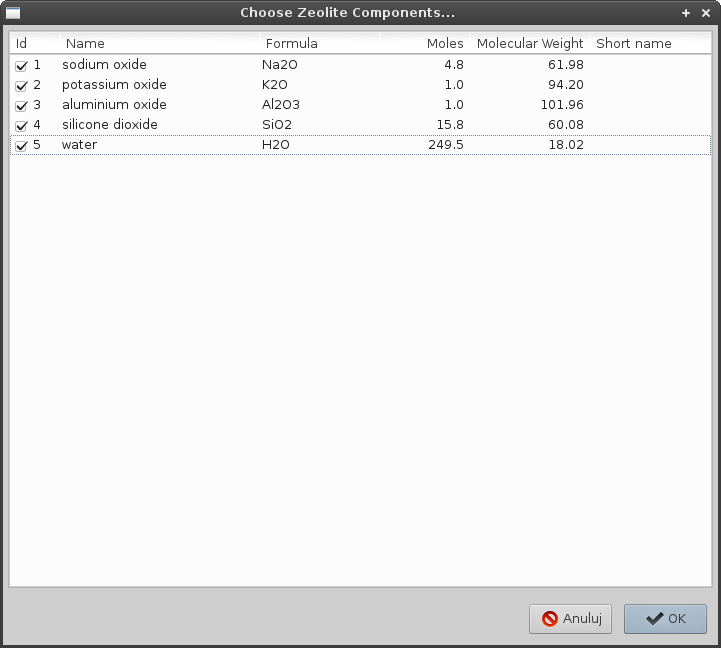 Choose Zeolite Components...
Id Name Formula Moles Molecular Weight Short name
1 sodium oxide Na2O 4.8 61.98
2 potassium oxide K2O 1.0 94.20
3 aluminium oxide Al2O3 1.0 101.96
4 silicone dioxide SiO2 15.8 60.08
5 water H2O 249.5 18.02
Anuluj OK